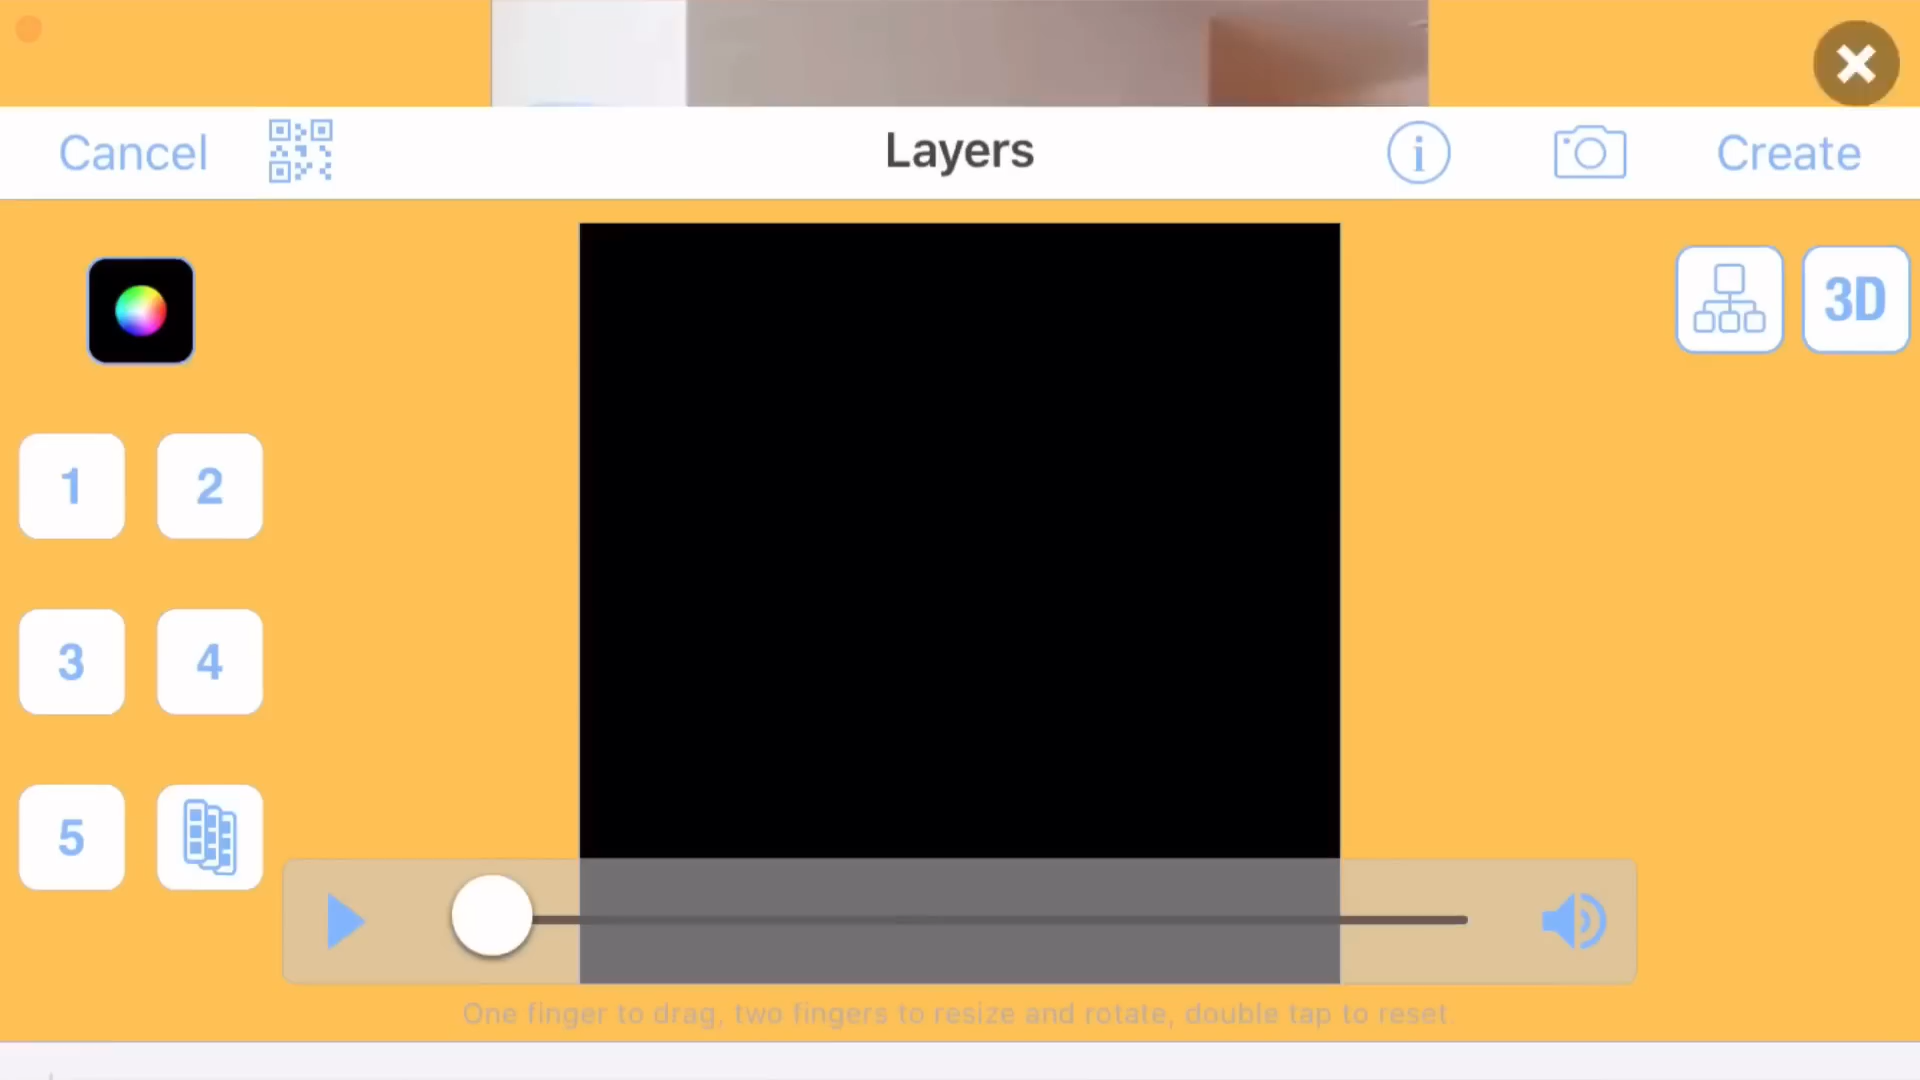 Cancel
Layers
Create
3D
1 2
3 4
5
One finger to drag, two fingers to resize and rotate, double tap to reset